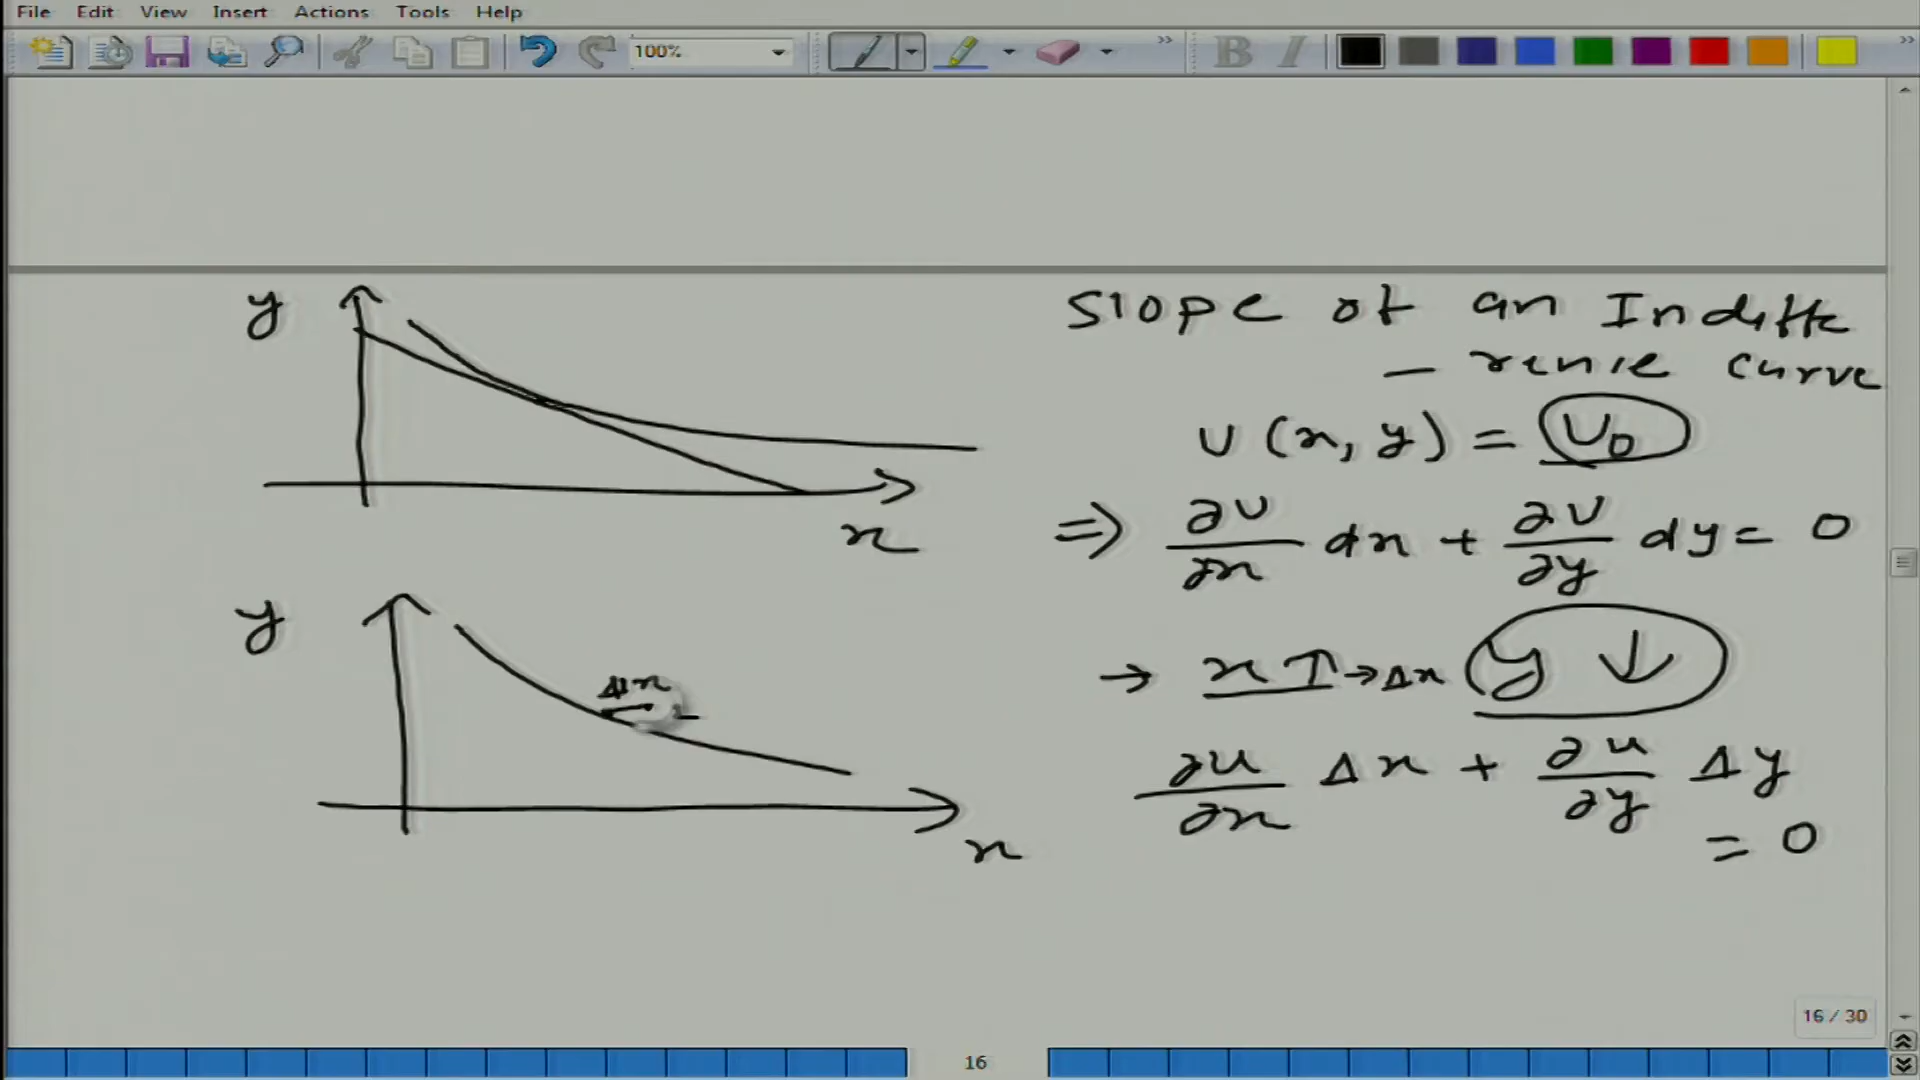 File Edit View Insert Actions Tools Help
100%
B I
y
x
Slope of an Indiffe
- rence curve
U (x, y) = U₀
⇒ ∂U/∂x dx + ∂U/∂y dy = 0
→ x ↑ → Δx y ↓
∂u/∂x Δx + ∂u/∂y Δy
= 0
y
Δx
x
16 / 30
16